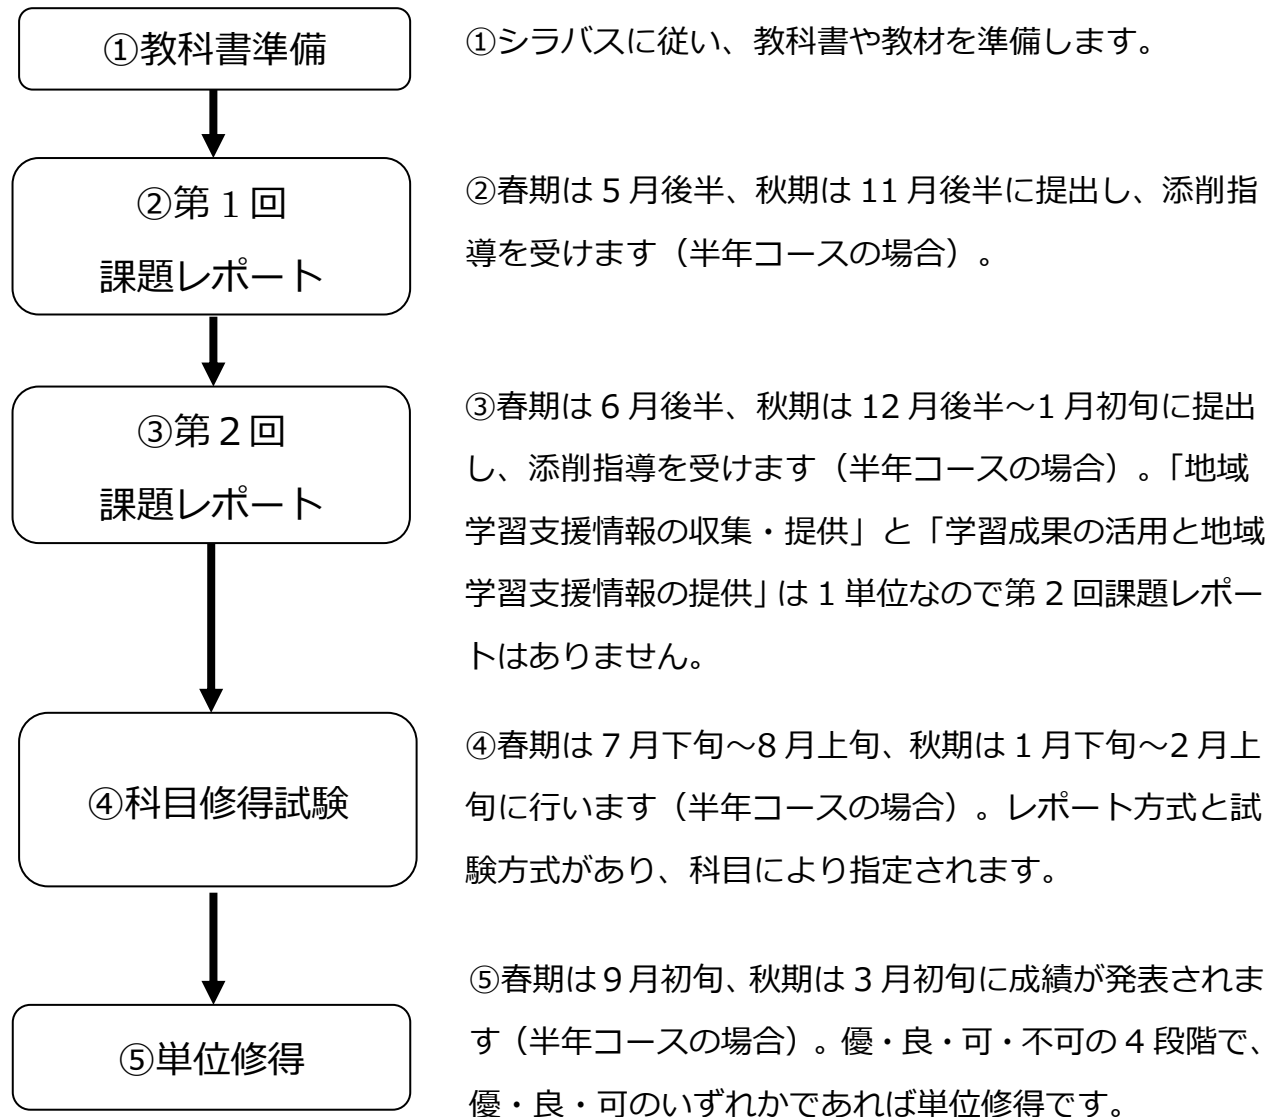 ①教科書準備
①シラバスに従い、教科書や教材を準備します。
②第1回
課題レポート
②春期は5月後半、秋期は11月後半に提出し、添削指
導を受けます（半年コースの場合）。
③第2回
課題レポート
③春期は6月後半、秋期は12月後半～1月初旬に提出
し、添削指導を受けます（半年コースの場合）。「地域
学習支援情報の収集・提供」と「学習成果の活用と地域
学習支援情報の提供」は1単位なので第2回課題レポー
トはありません。
④科目修得試験
④春期は7月下旬～8月上旬、秋期は1月下旬～2月上
旬に行います（半年コースの場合）。レポート方式と試
験方式があり、科目により指定されます。
⑤単位修得
⑤春期は9月初旬、秋期は3月初旬に成績が発表されま
す（半年コースの場合）。優・良・可・不可の4段階で、
優・良・可のいずれかであれば単位修得です。